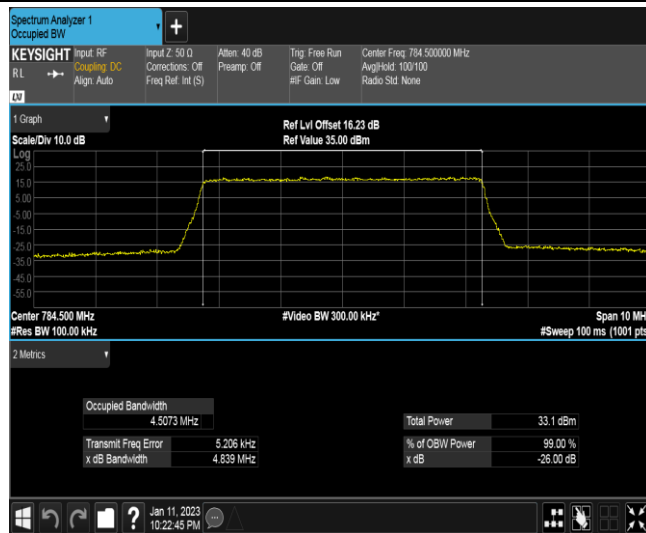 Spectrum Analyzer 1
Occupied BW
+
KEYSIGHT
R L
Input: RF
Coupling: DC
Align: Auto
Input Z: 50 Ω
Corrections: Off
Freq Ref: Int (S)
Atten: 40 dB
Preamp: Off
Trig: Free Run
Gate: Off
#IF Gain: Low
Center Freq: 784.500000 MHz
Avg|Hold: 100/100
Radio Std: None
1 Graph
Scale/Div 10.0 dB
Ref Lvl Offset 16.23 dB
Ref Value 35.00 dBm
Log
25.0
15.0
5.00
-5.00
-15.0
-25.0
-35.0
-45.0
-55.0
Center 784.500 MHz
#Video BW 300.00 kHz*
Span 10 MH
#Res BW 100.00 kHz
#Sweep 100 ms (1001 pts
2 Metrics
Occupied Bandwidth
4.5073 MHz
Transmit Freq Error 5.206 kHz
x dB Bandwidth 4.839 MHz
Total Power 33.1 dBm
% of OBW Power 99.00 %
x dB -26.00 dB
?
Jan 11, 2023
10:22:45 PM